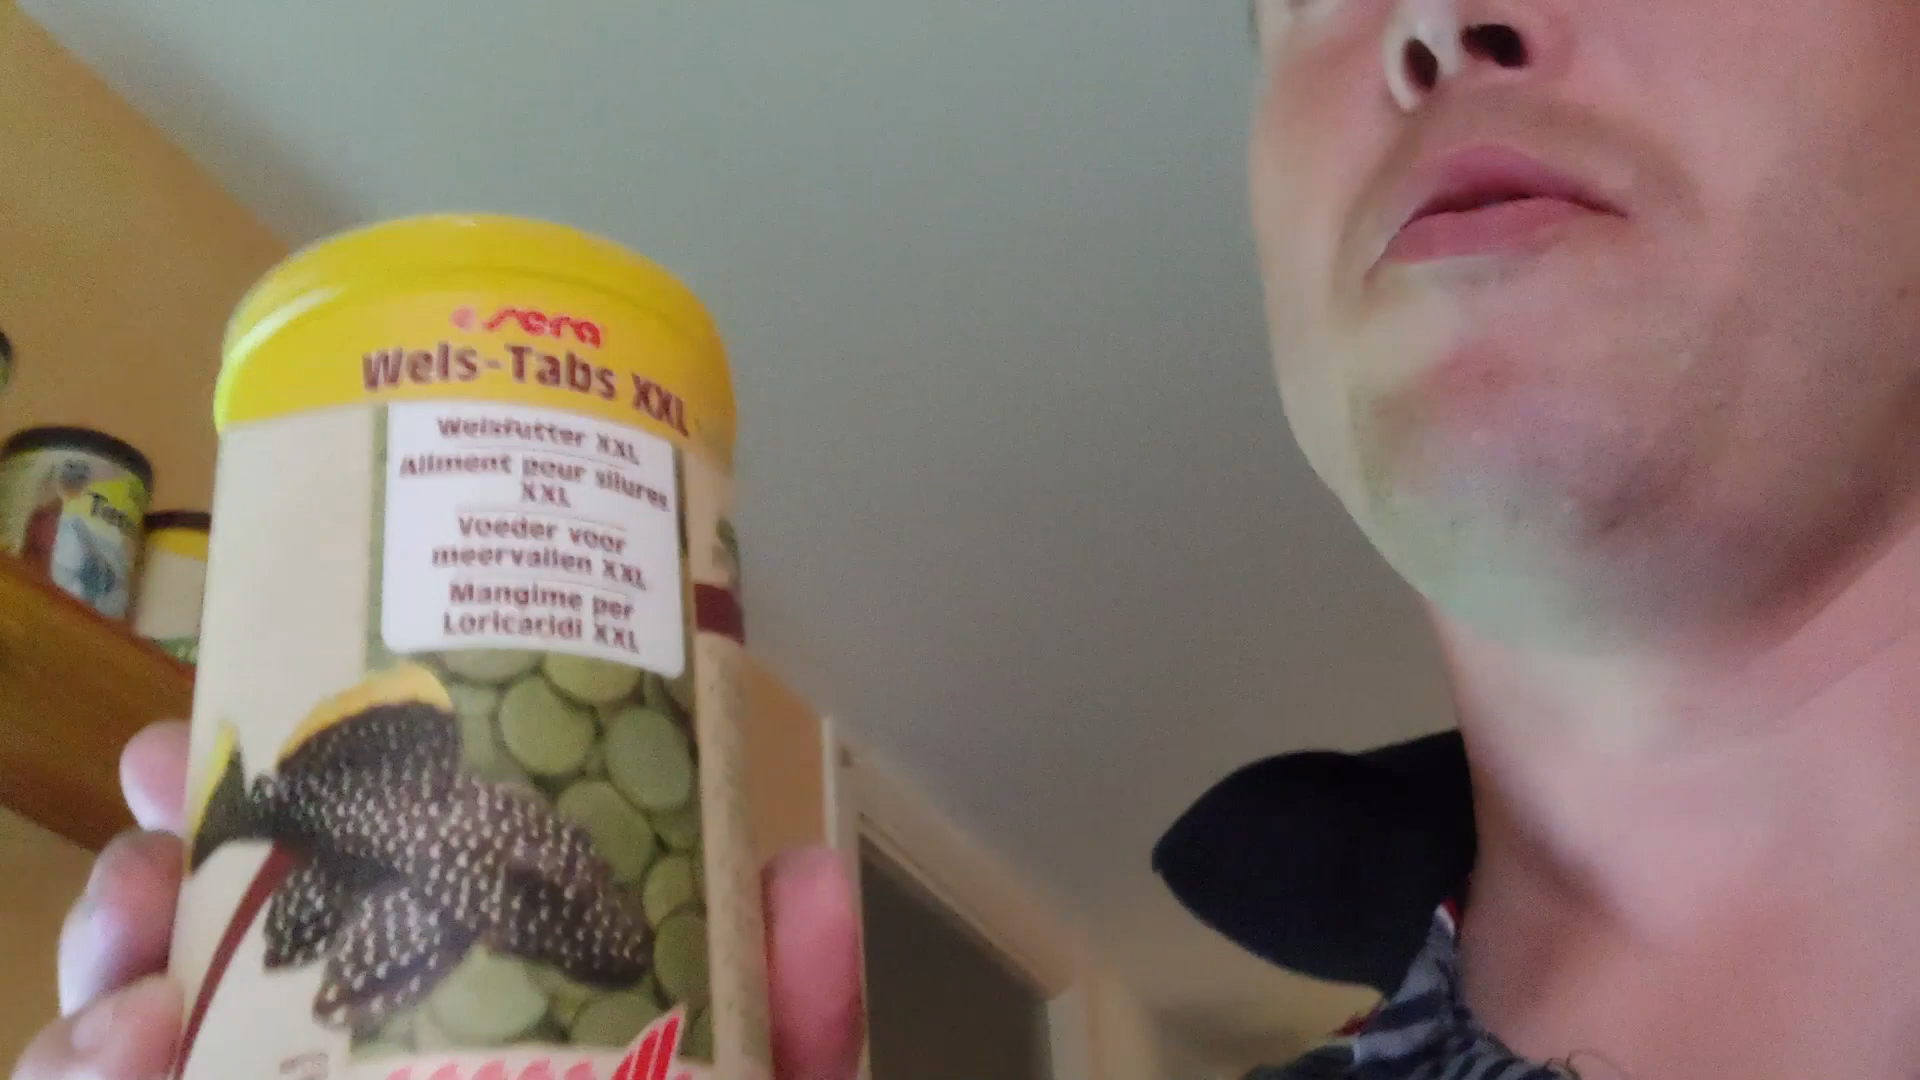 sera
Wels-Tabs XXL
Welsfutter XXL
Aliment pour silures
XXL
Voeder voor
meervallen XXL
Mangime per
Loricaridi XXL